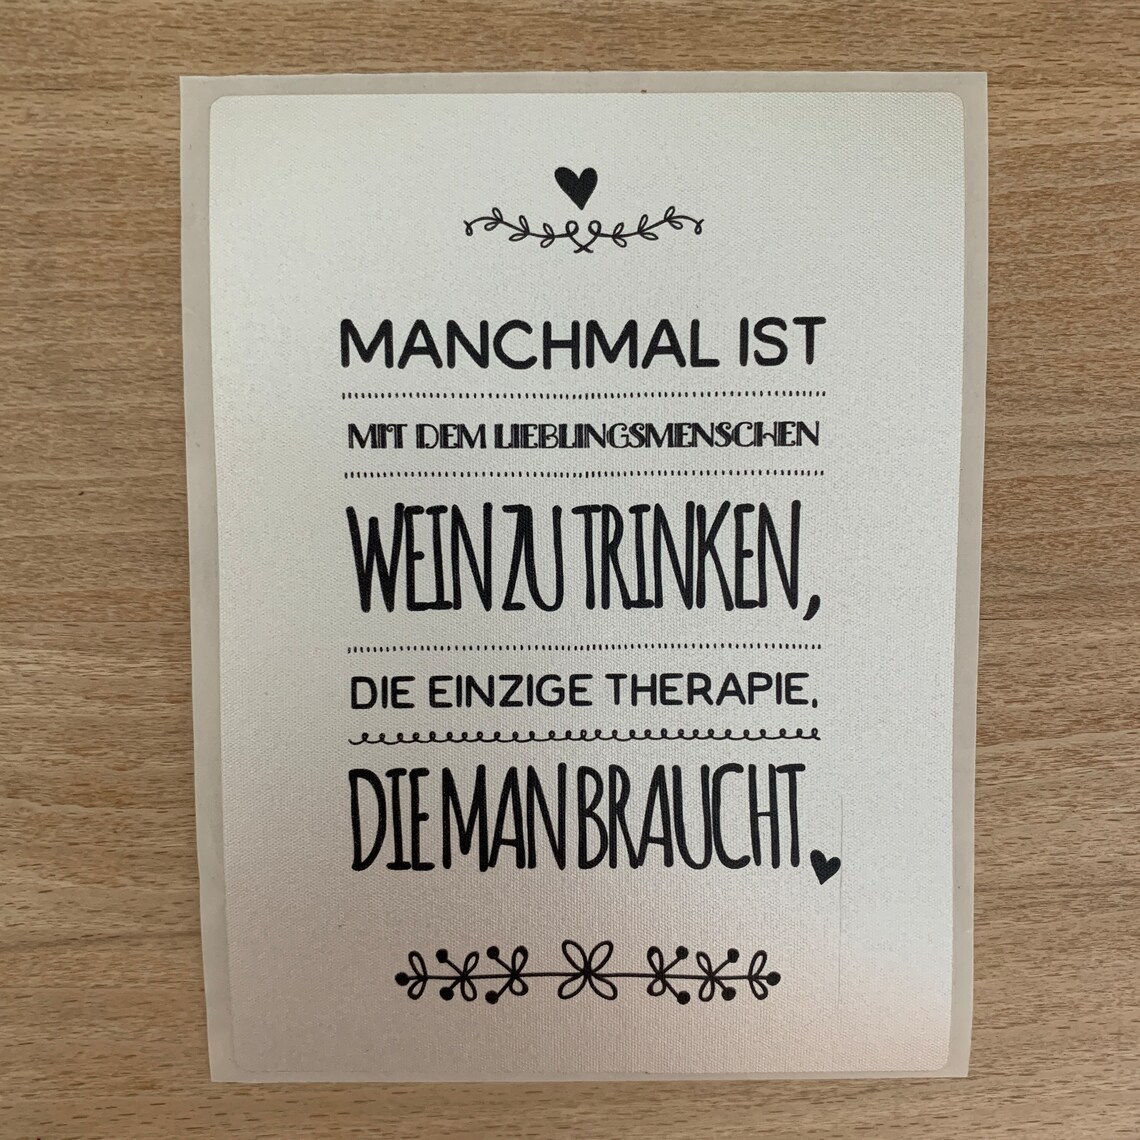 MANCHMAL IST
MIT DEM LIEBLINGSMENSCHEN
WEIN ZU TRINKEN,
DIE EINZIGE THERAPIE,
DIE MAN BRAUCHT.